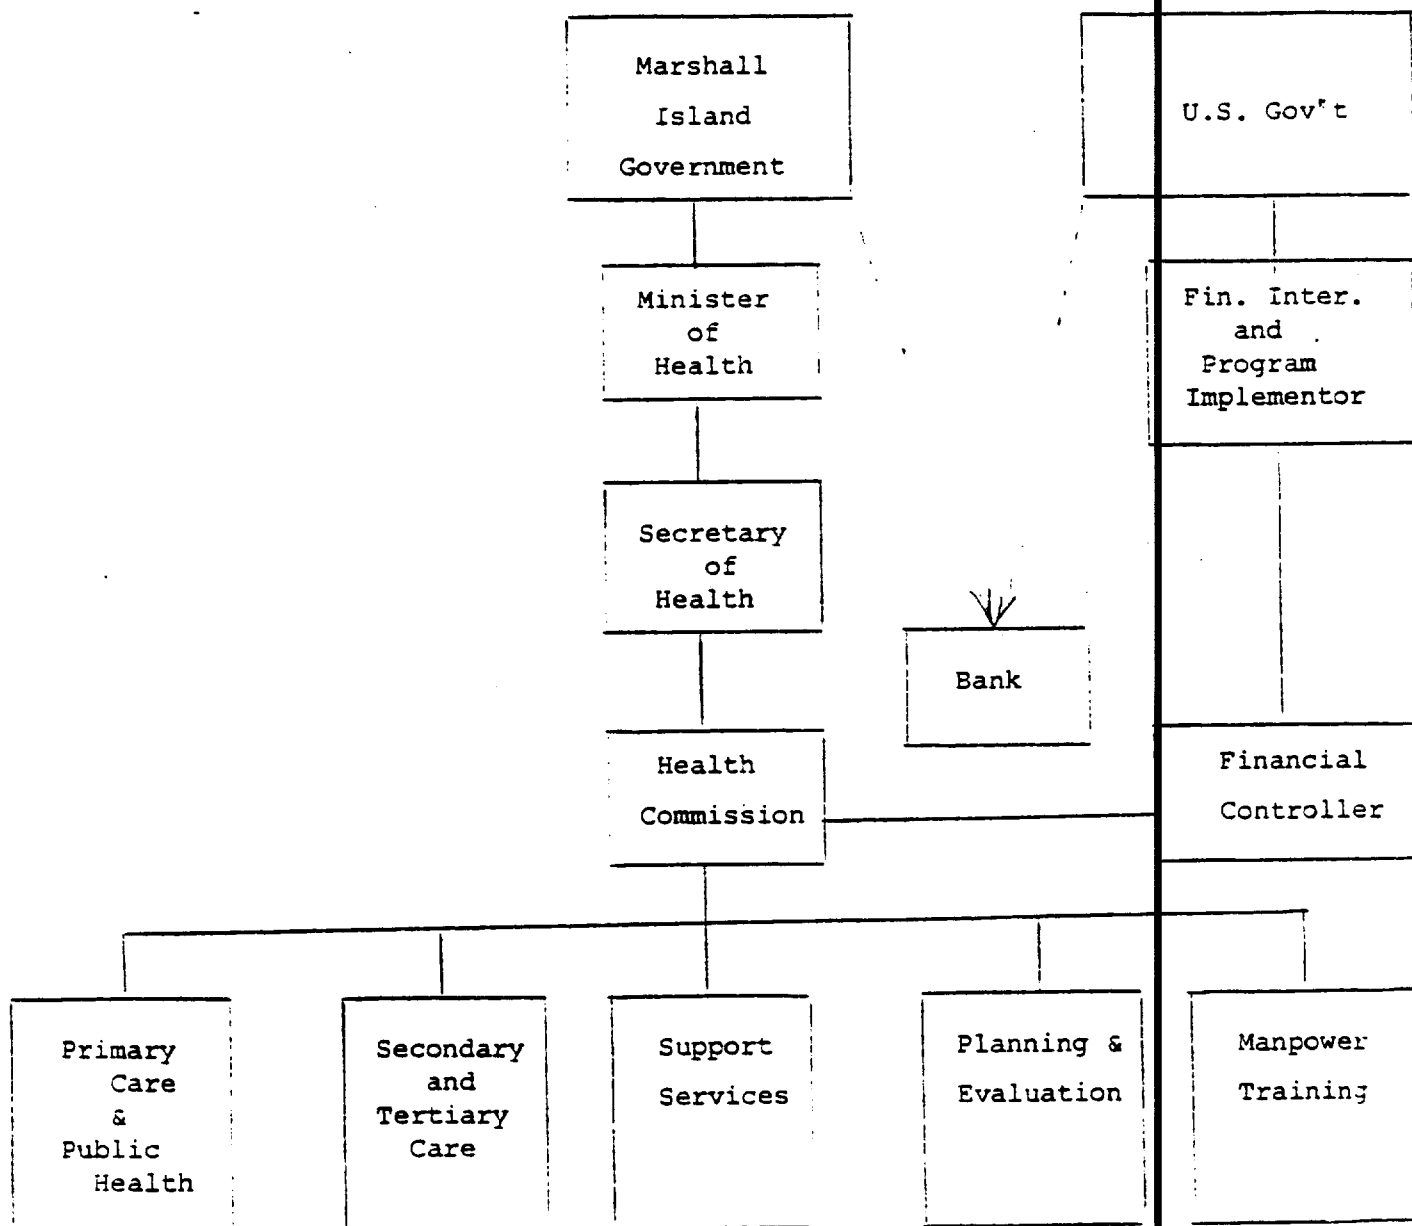 Marshall
Island
Government
U.S. Gov't
Minister
of
Health
Fin. Inter.
and
Program
Implementor
Secretary
of
Health
Bank
Health
Commission
Financial
Controller
Primary
Care
&
Public
Health
Secondary
and
Tertiary
Care
Support
Services
Planning &
Evaluation
Manpower
Training